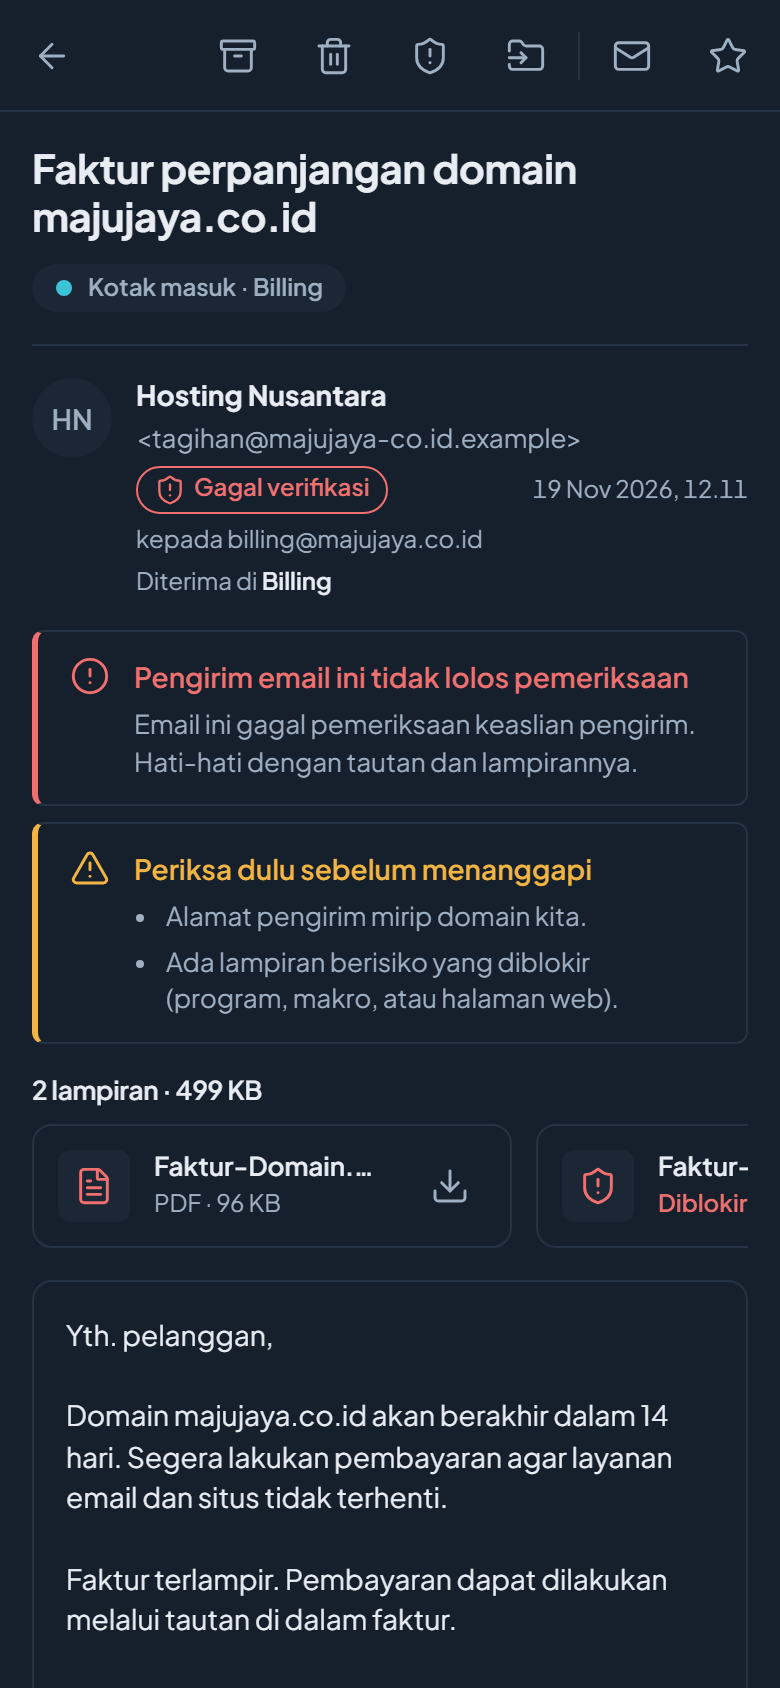 Faktur perpanjangan domain
majujaya.co.id
Kotak masuk · Billing
HN
Hosting Nusantara
<tagihan@majujaya-co.id.example>
Gagal verifikasi
19 Nov 2026, 12.11
kepada billing@majujaya.co.id
Diterima di Billing
Pengirim email ini tidak lolos pemeriksaan
Email ini gagal pemeriksaan keaslian pengirim.
Hati-hati dengan tautan dan lampirannya.
Periksa dulu sebelum menanggapi
• Alamat pengirim mirip domain kita.
• Ada lampiran berisiko yang diblokir
(program, makro, atau halaman web).
2 lampiran · 499 KB
Faktur-Domain.…
PDF · 96 KB
Faktur-
Diblokir
Yth. pelanggan,
Domain majujaya.co.id akan berakhir dalam 14
hari. Segera lakukan pembayaran agar layanan
email dan situs tidak terhenti.
Faktur terlampir. Pembayaran dapat dilakukan
melalui tautan di dalam faktur.